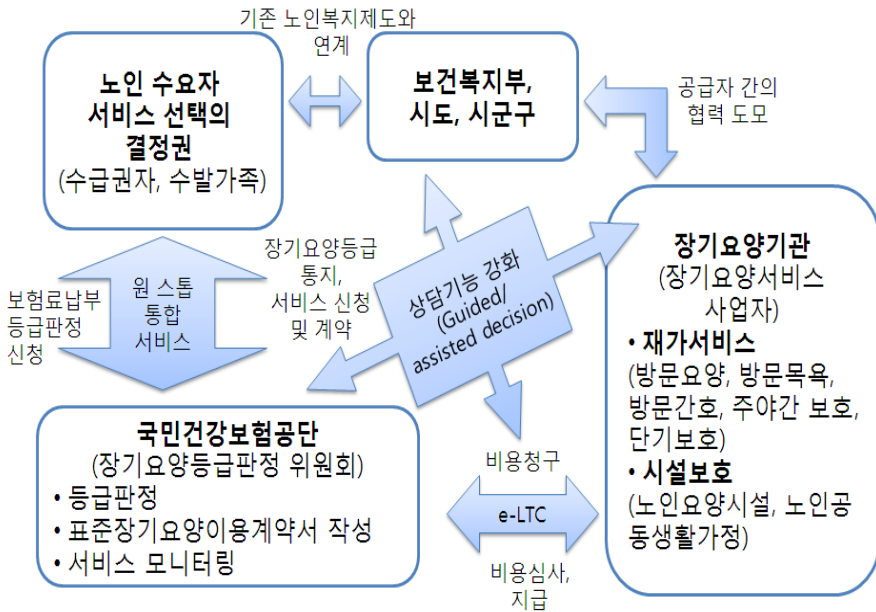 기존 노인복지제도와
연계
노인 수요자
서비스 선택의
결정권
(수급권자, 수발가족)
보건복지부,
시도, 시군구
공급자 간의
협력 도모
보험료납부
등급판정
신청
원 스톱
통합
서비스
장기요양등급
통지,
서비스 신청
및 계약
상담기능 강화
(Guided/
assisted decision)
장기요양기관
(장기요양서비스
사업자)
• 재가서비스
(방문요양, 방문목욕,
방문간호, 주야간 보호,
단기보호)
• 시설보호
(노인요양시설, 노인공
동생활가정)
국민건강보험공단
(장기요양등급판정 위원회)
• 등급판정
• 표준장기요양이용계약서 작성
• 서비스 모니터링
비용청구
e-LTC
비용심사,
지급